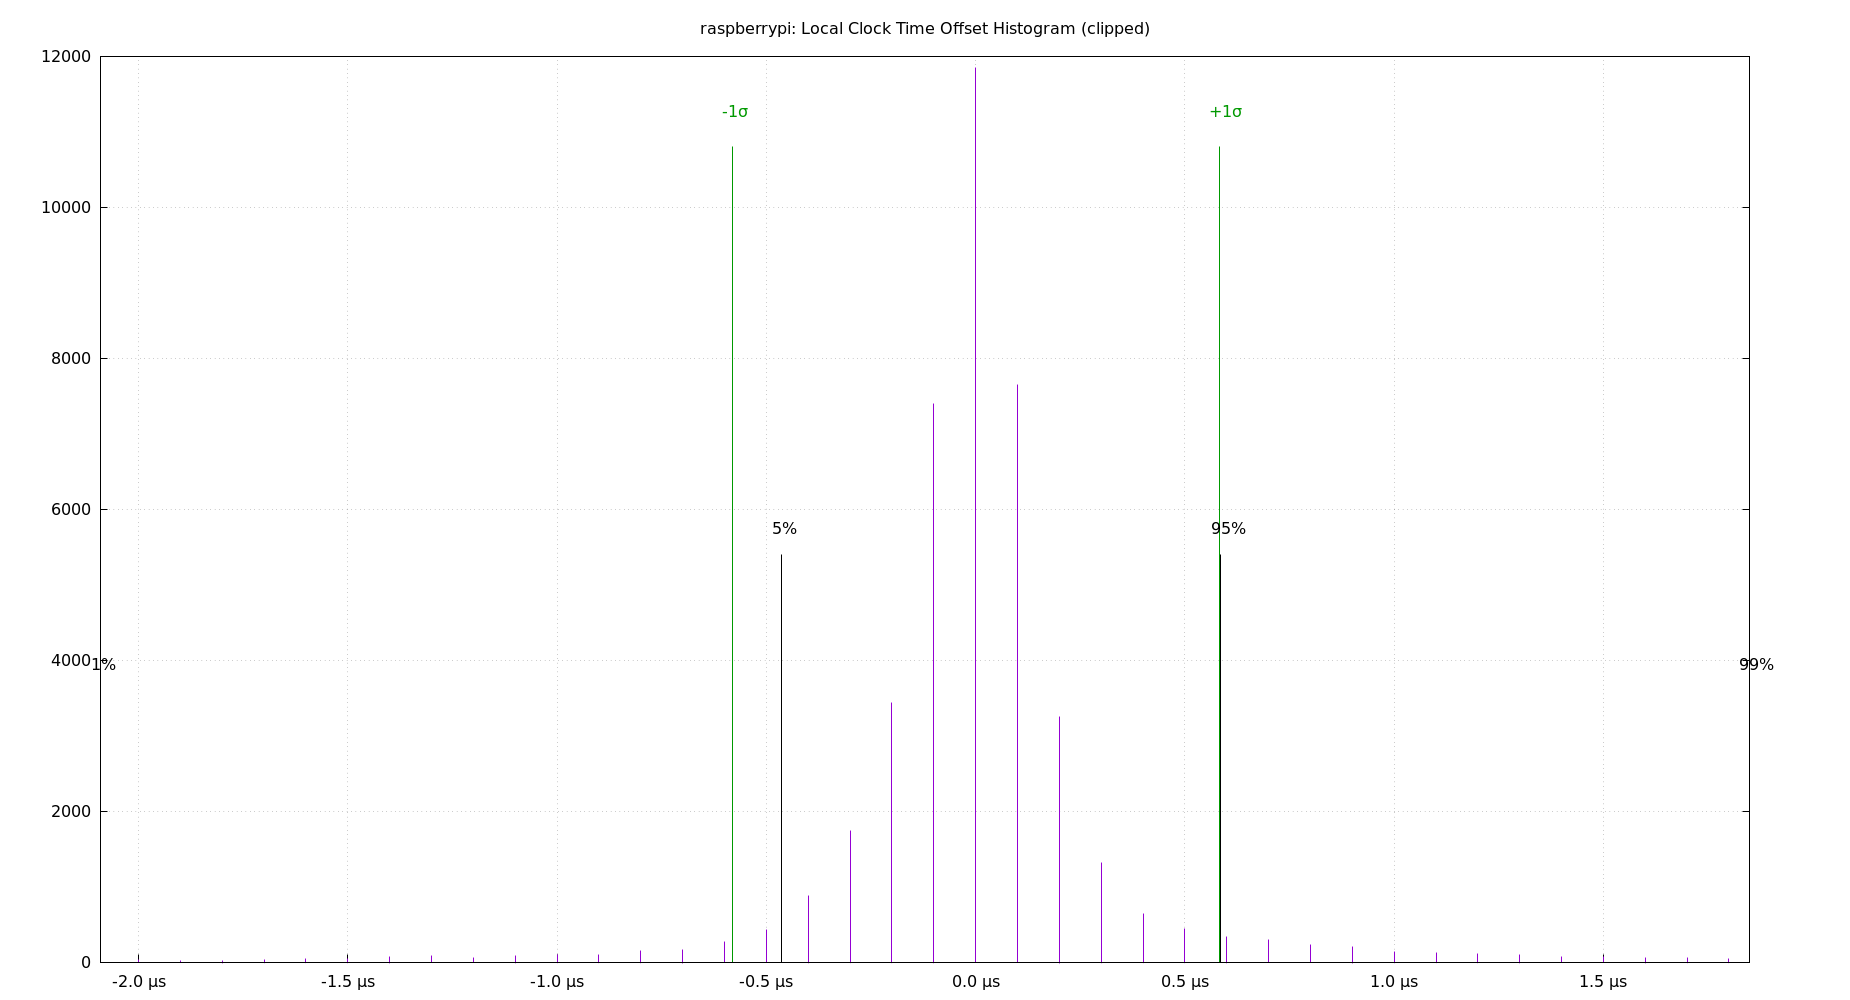 raspberrypi: Local Clock Time Offset Histogram (clipped)
12000
-1σ
+1σ
10000
8000
6000
5%
95%
4000
1%
99%
2000
0
-2.0 µs
-1.5 µs
-1.0 µs
-0.5 µs
0.0 µs
0.5 µs
1.0 µs
1.5 µs